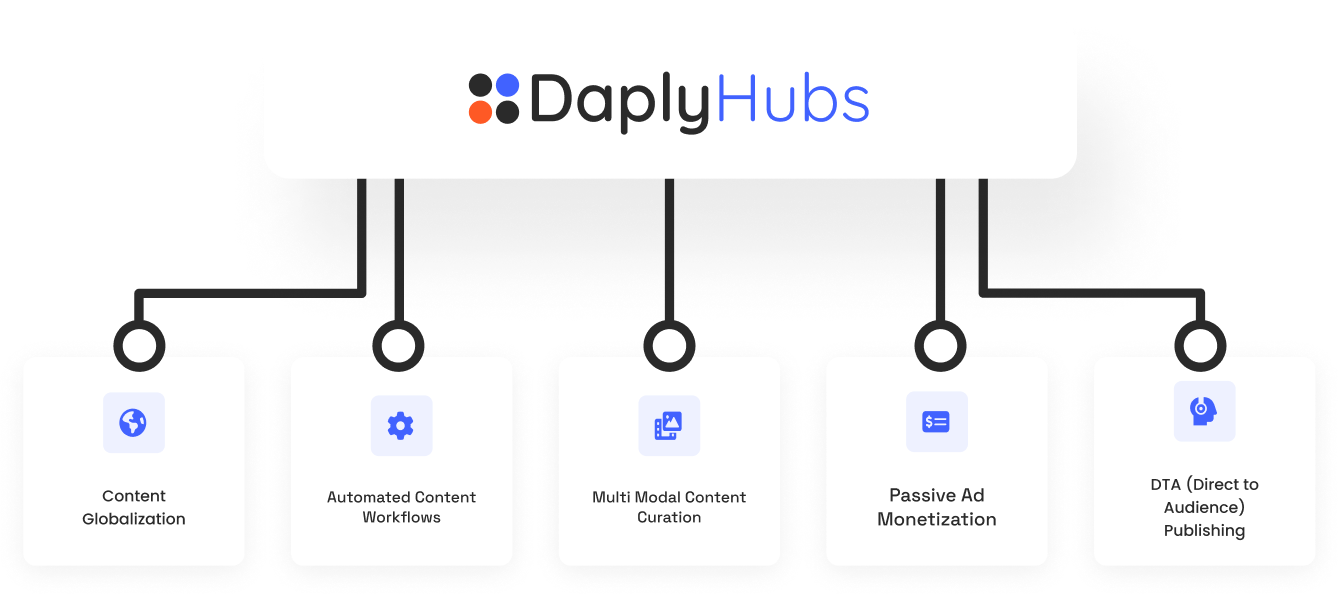 DaplyHubs
Content
Globalization
Automated Content
Workflows
Multi Modal Content
Curation
Passive Ad
Monetization
DTA (Direct to
Audience)
Publishing